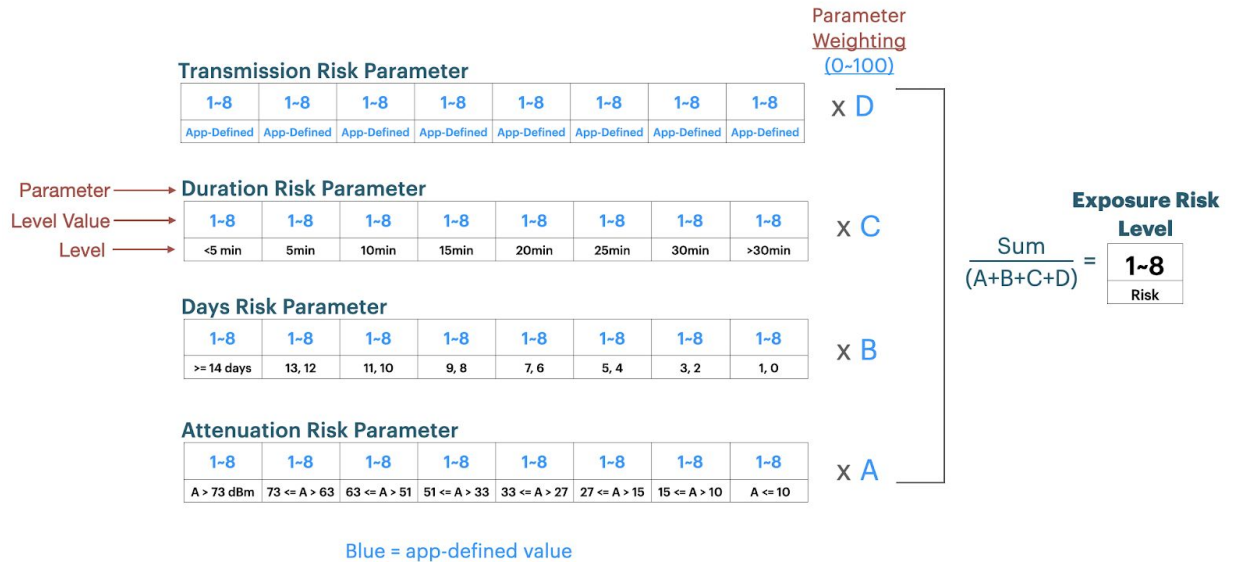 Parameter
Weighting
(0~100)
Transmission Risk Parameter
1~8 1~8 1~8 1~8 1~8 1~8 1~8 1~8
App-Defined App-Defined App-Defined App-Defined App-Defined App-Defined App-Defined App-Defined
x D
Parameter
Duration Risk Parameter
Level Value
1~8 1~8 1~8 1~8 1~8 1~8 1~8 1~8
Level
<5 min 5min 10min 15min 20min 25min 30min >30min
x C
Days Risk Parameter
1~8 1~8 1~8 1~8 1~8 1~8 1~8 1~8
>= 14 days 13, 12 11, 10 9, 8 7, 6 5, 4 3, 2 1, 0
x B
Attenuation Risk Parameter
1~8 1~8 1~8 1~8 1~8 1~8 1~8 1~8
A > 73 dBm 73 <= A > 63 63 <= A > 51 51 <= A > 33 33 <= A > 27 27 <= A > 15 15 <= A > 10 A <= 10
x A
Sum
(A+B+C+D)
=
Exposure Risk
Level
1~8
Risk
Blue = app-defined value